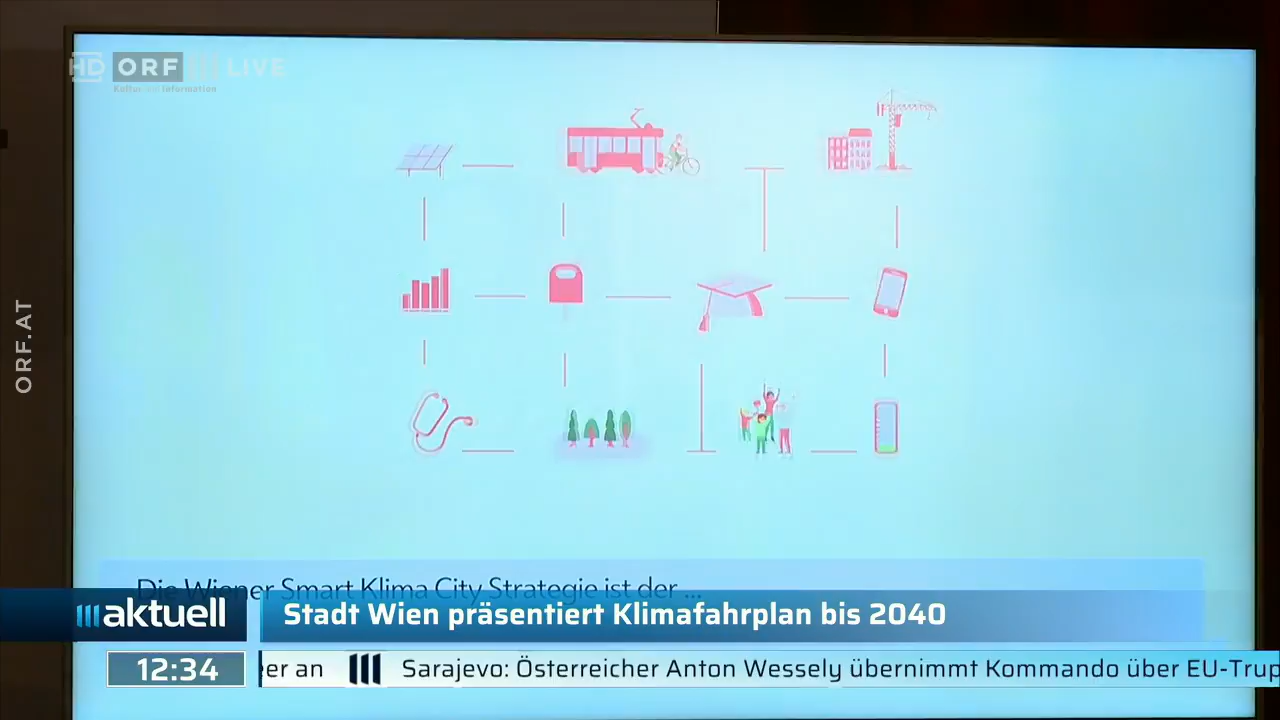 HD ORF III LIVE
Kultur und Information
ORF.AT
Die Wiener Smart Klima City Strategie ist der ...
aktuell
Stadt Wien präsentiert Klimafahrplan bis 2040
12:34
er an III Sarajevo: Österreicher Anton Wessely übernimmt Kommando über EU-Trup